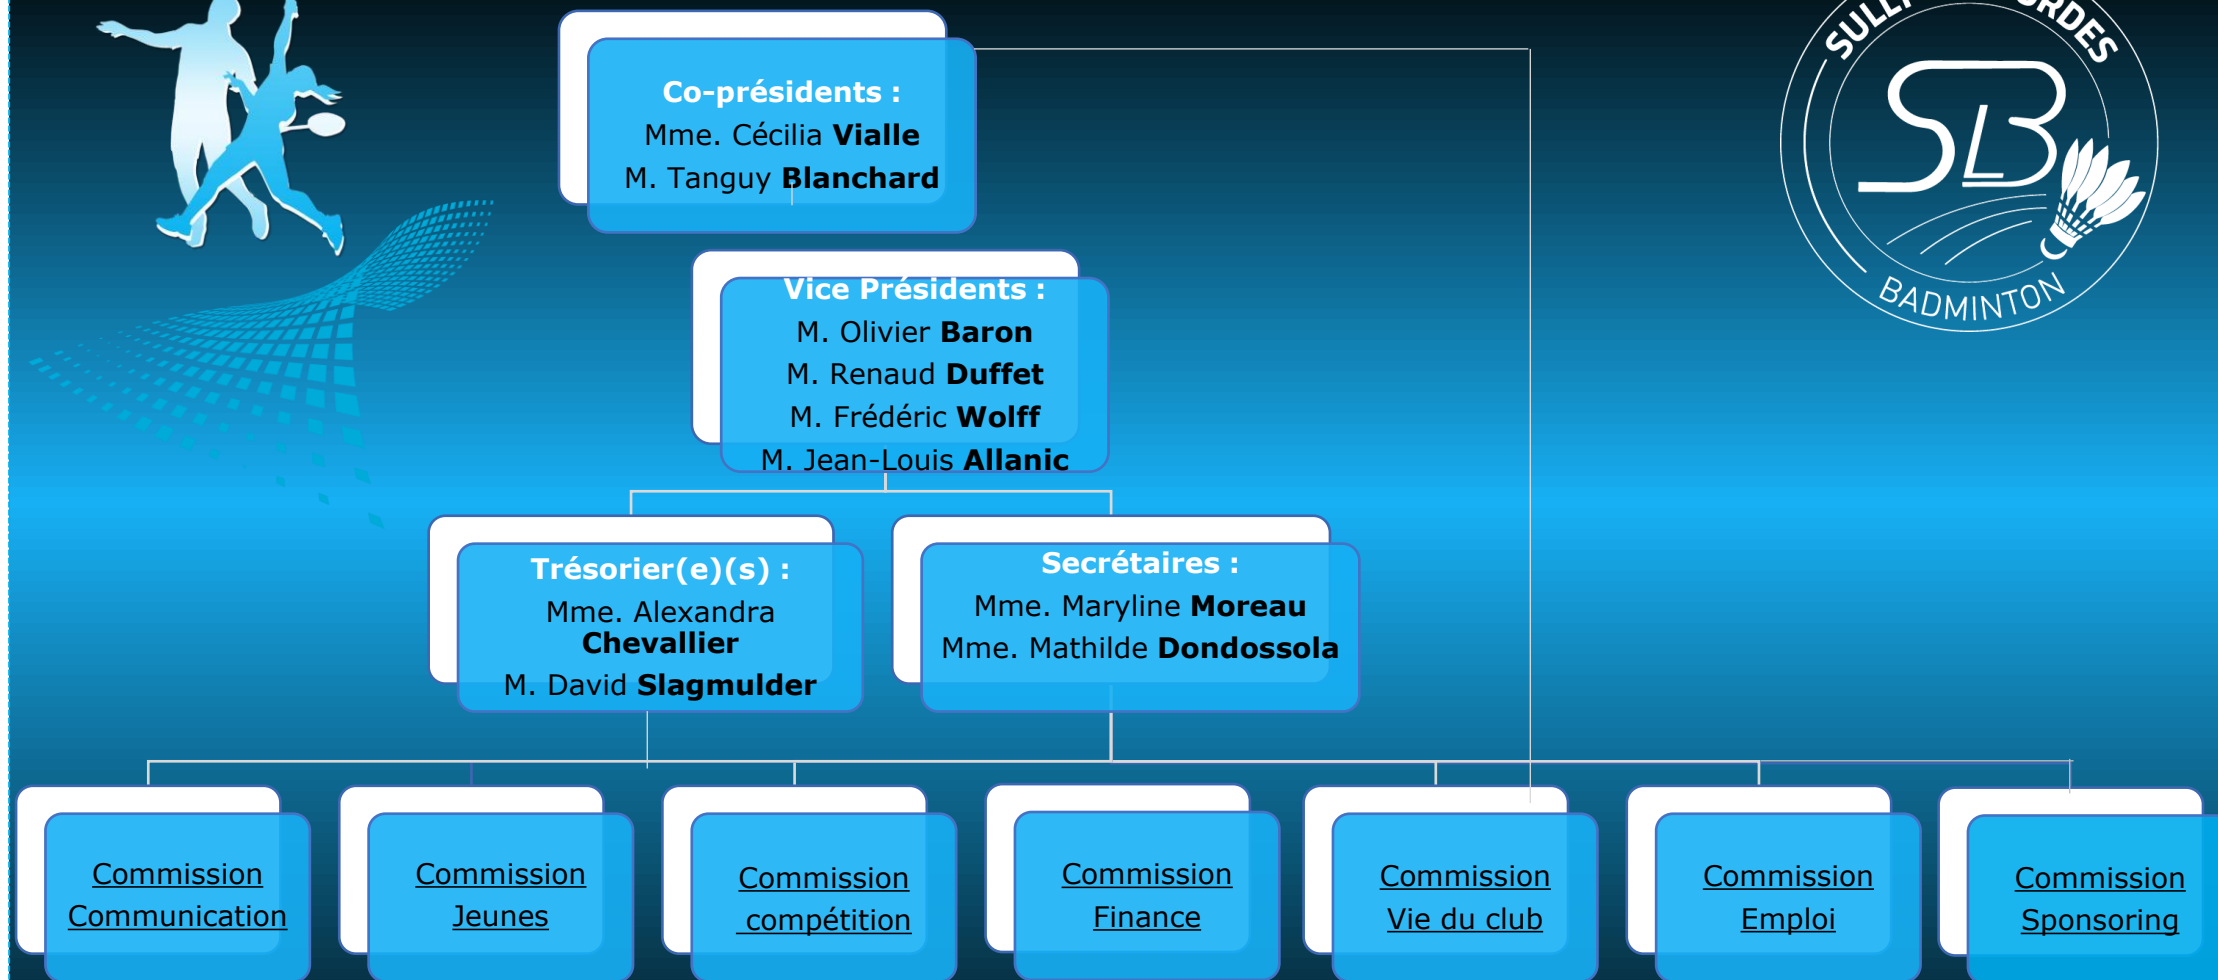 Co-présidents :
Mme. Cécilia Vialle
M. Tanguy Blanchard
SLB
BADMINTON
Vice Présidents :
M. Olivier Baron
M. Renaud Duffet
M. Frédéric Wolff
M. Jean-Louis Allanic
Trésorier(e)(s) :
Mme. Alexandra
Chevallier
M. David Slagmulder
Secrétaires :
Mme. Maryline Moreau
Mme. Mathilde Dondossola
Commission
Communication
Commission
Jeunes
Commission
compétition
Commission
Finance
Commission
Vie du club
Commission
Emploi
Commission
Sponsoring